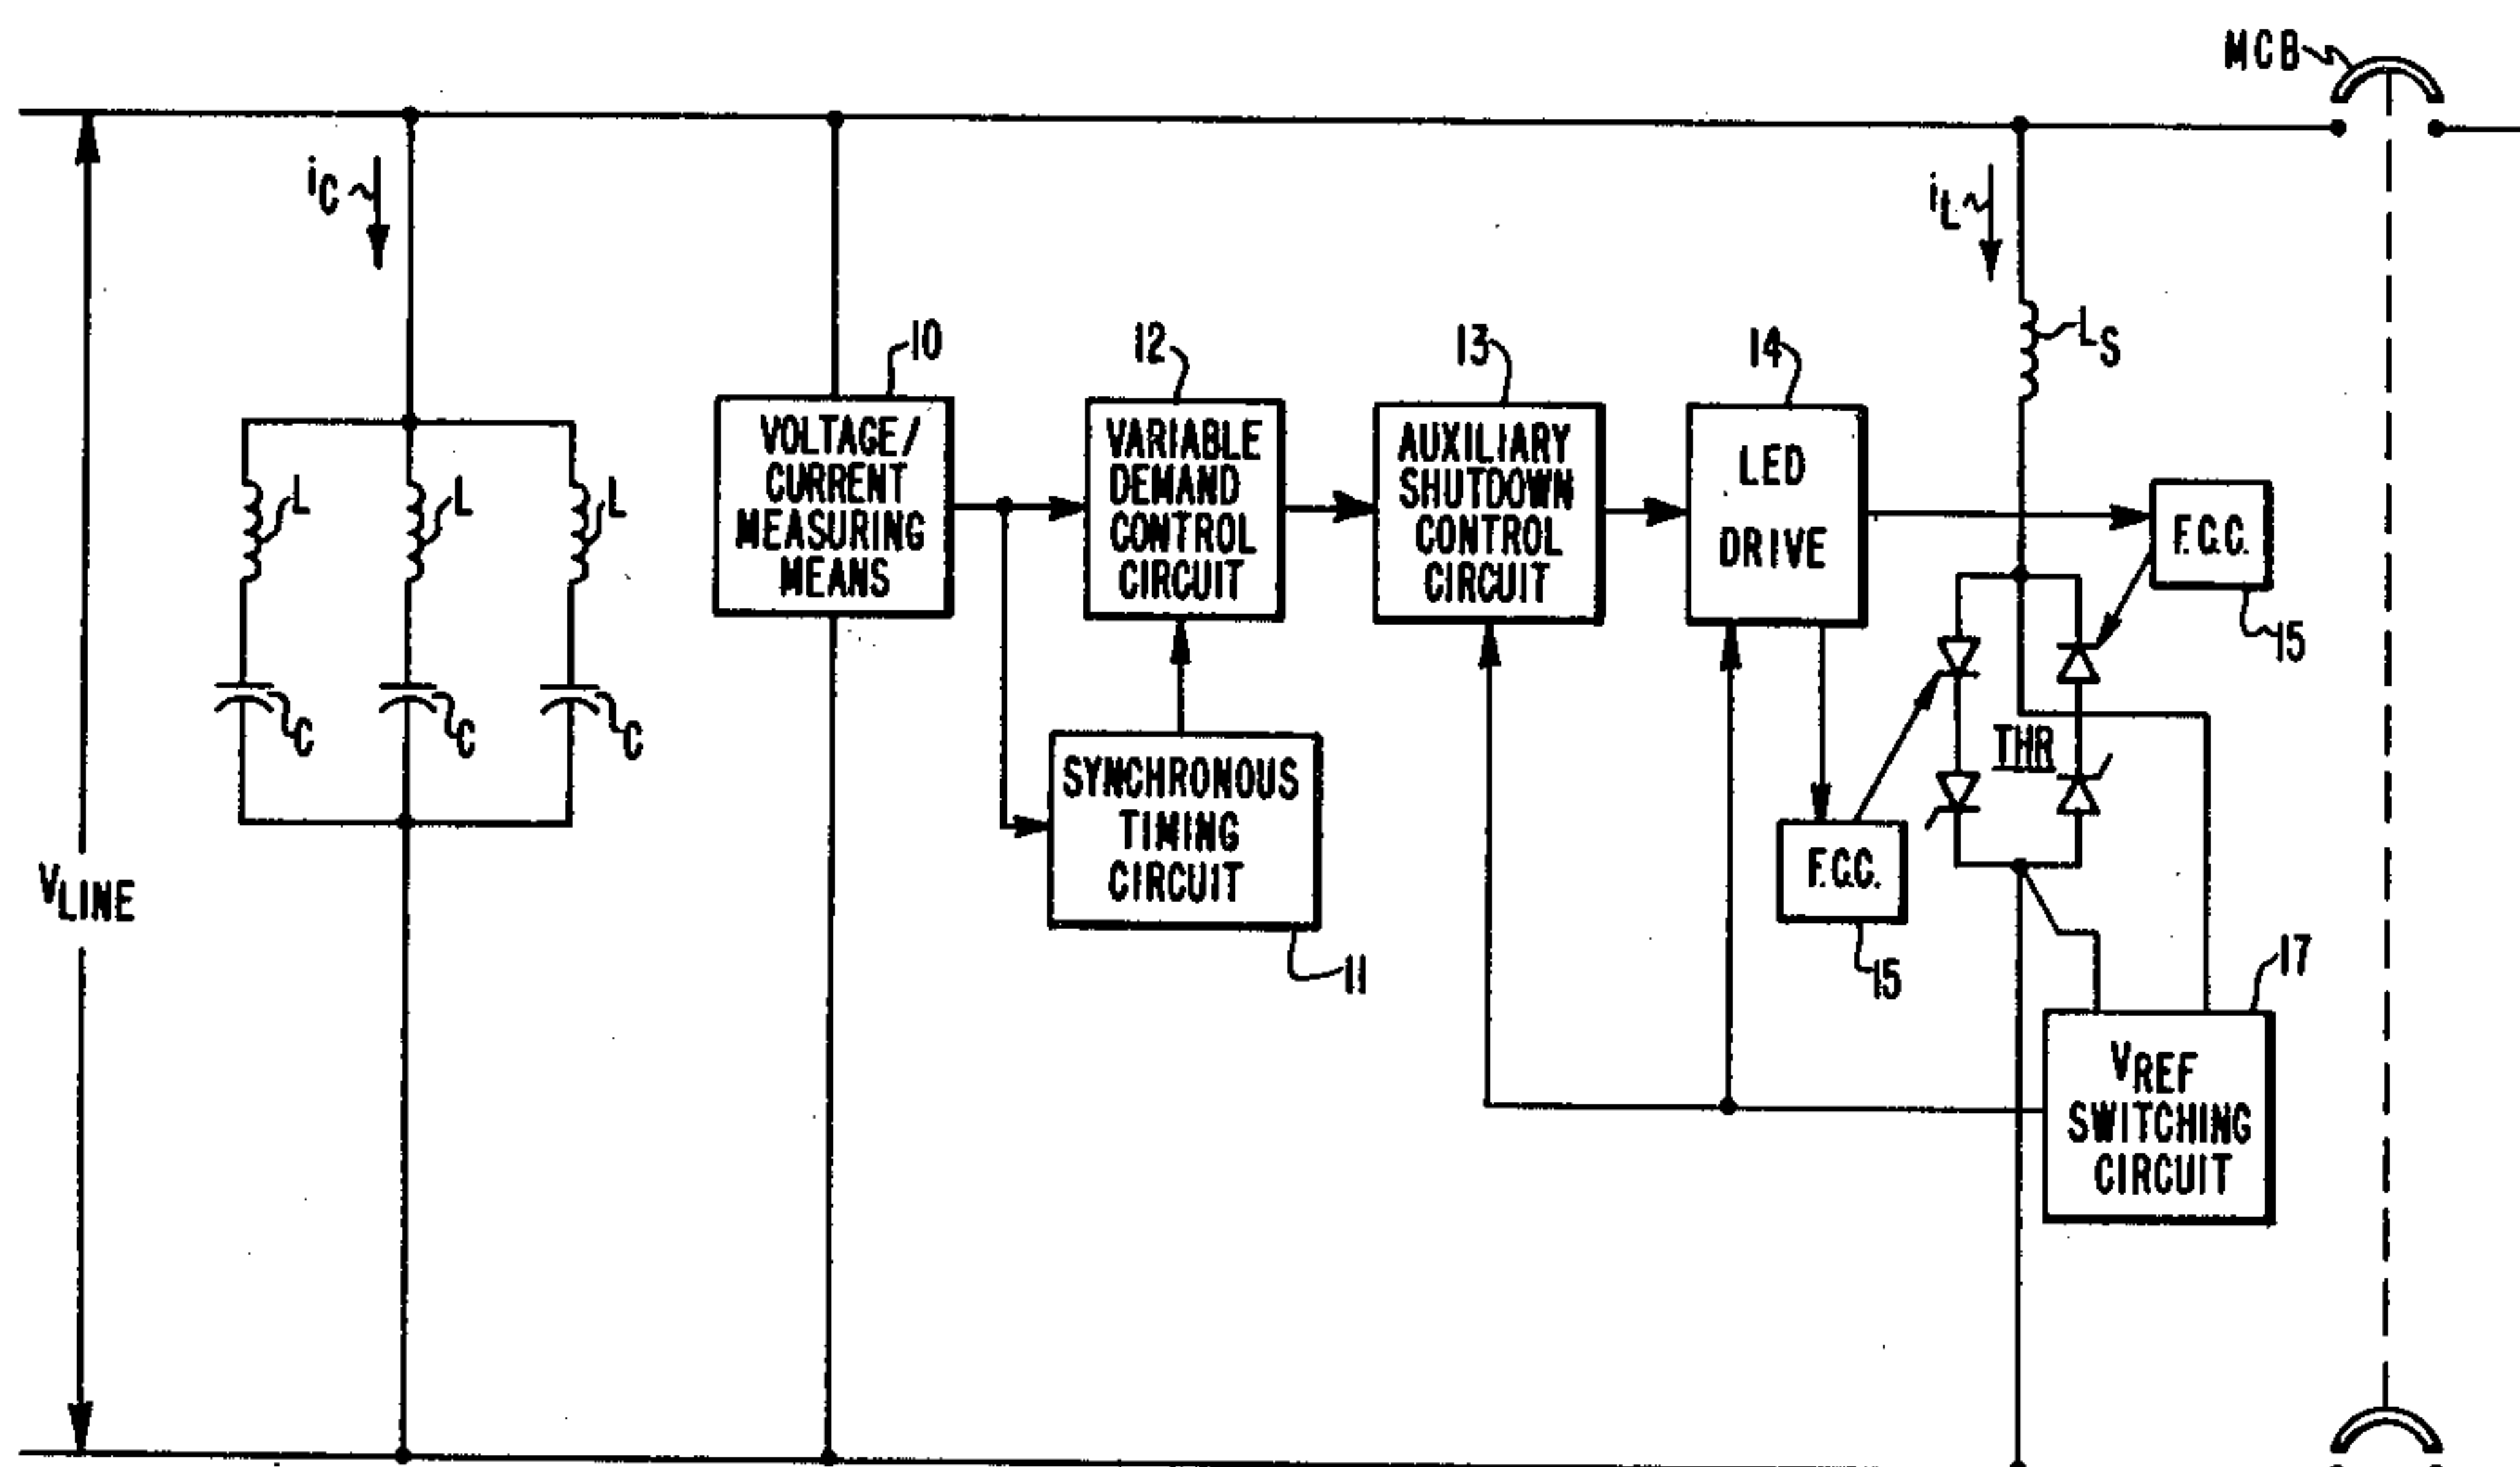 MCB
iC
iL
LS
10
12
13
14
VOLTAGE/
CURRENT
MEASURING
MEANS
VARIABLE
DEMAND
CONTROL
CIRCUIT
AUXILIARY
SHUTDOWN
CONTROL
CIRCUIT
LED
DRIVE
F.C.C.
15
L
L
L
C
C
C
THR
SYNCHRONOUS
TIMING
CIRCUIT
11
F.C.C.
15
VLINE
17
VREF
SWITCHING
CIRCUIT